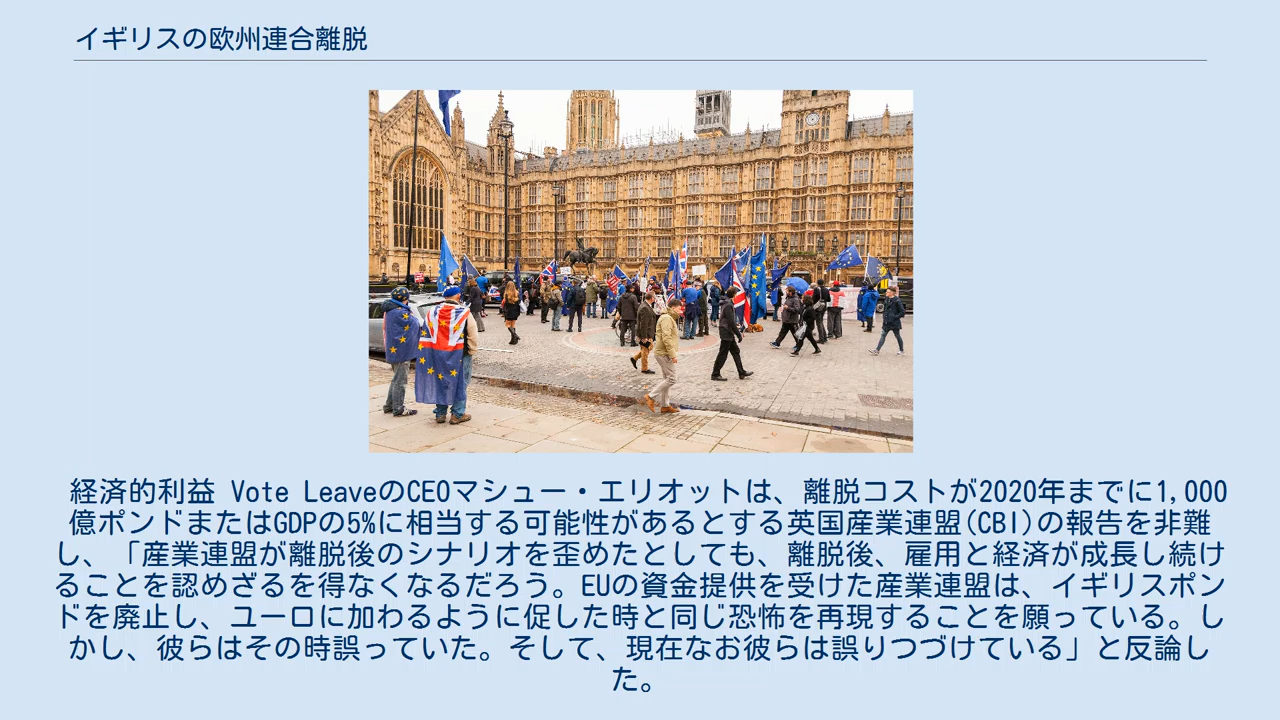 イギリスの欧州連合離脱
経済的利益 Vote LeaveのCEOマシュー・エリオットは、離脱コストが2020年までに1,000
億ポンドまたはGDPの5%に相当する可能性があるとする英国産業連盟(CBI)の報告を非難
し、「産業連盟が離脱後のシナリオを歪めたとしても、離脱後、雇用と経済が成長し続け
ることを認めざるを得なくなるだろう。EUの資金提供を受けた産業連盟は、イギリスポン
ドを廃止し、ユーロに加わるように促した時と同じ恐怖を再現することを願っている。し
かし、彼らはその時誤っていた。そして、現在なお彼らは誤りつづけている」と反論し
た。